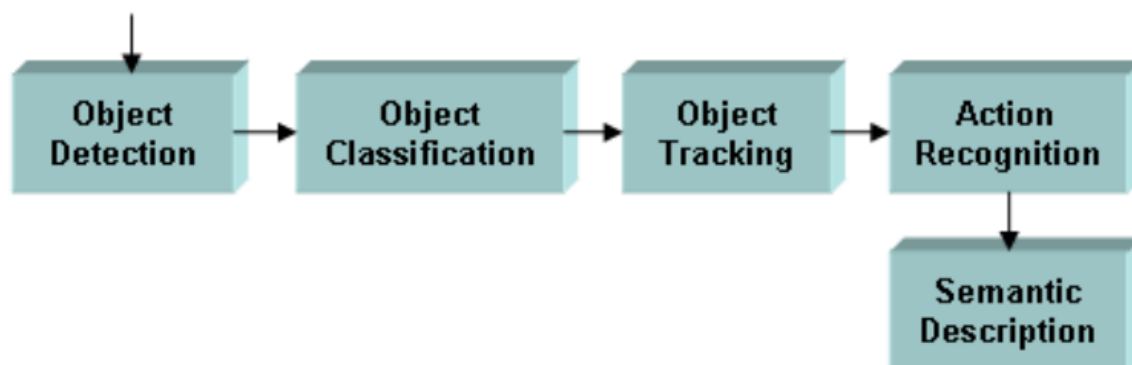 Object
Detection
Object
Classification
Object
Tracking
Action
Recognition
Semantic
Description